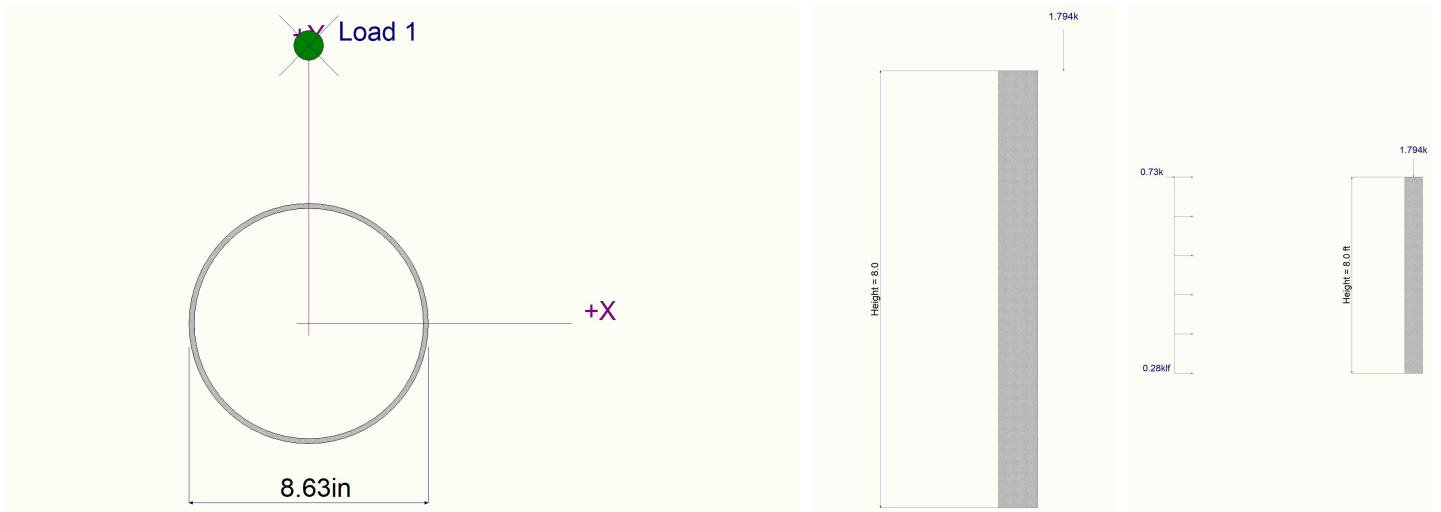 +Y
Load 1
+X
8.63in
1.794k
Height = 8.0
1.794k
0.73k
Height = 8.0 ft
0.28klf